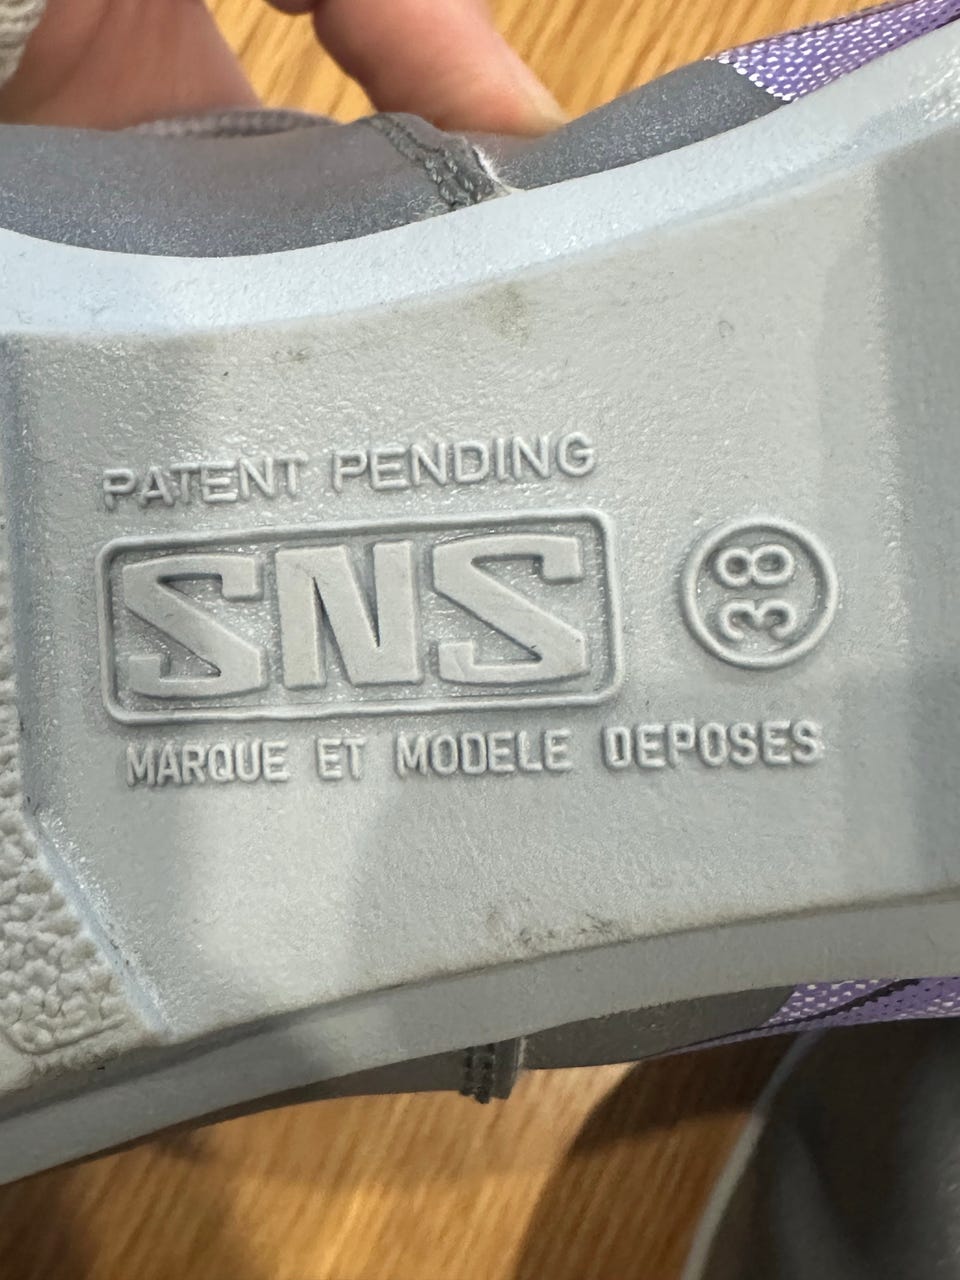 PATENT PENDING
SNS
38
MARQUE ET MODELE DEPOSES